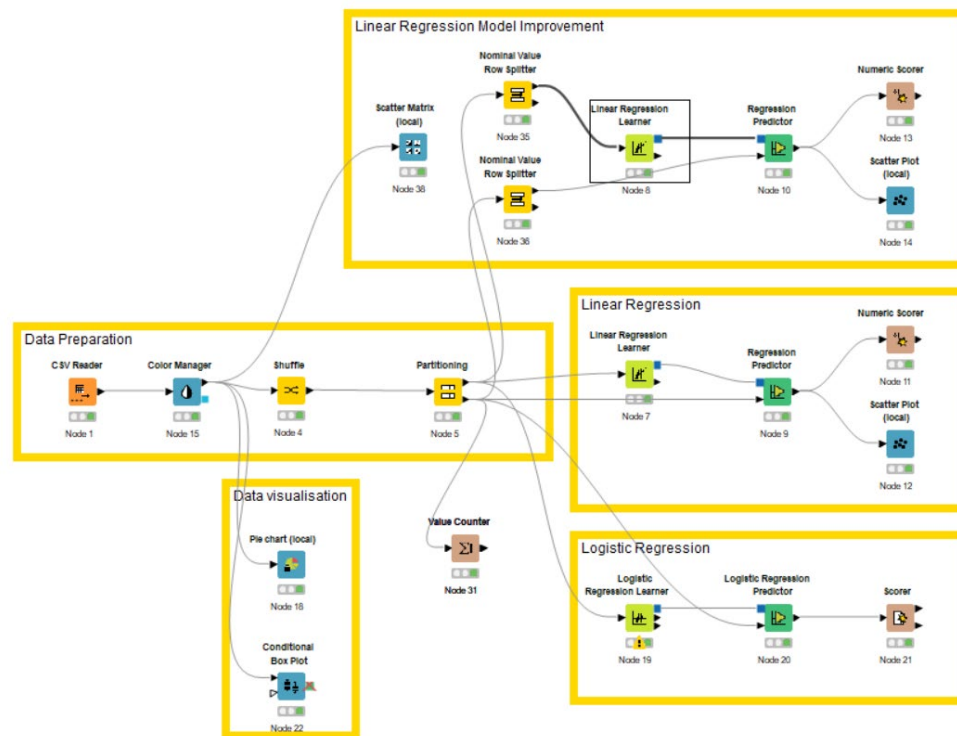 Linear Regression Model Improvement
Nominal Value
Row Splitter
Node 35
Scatter Matrix
(local)
Node 38
Nominal Value
Row Splitter
Node 36
Linear Regression
Learner
Node 8
Regression
Predictor
Node 10
Numeric Scorer
Node 13
Scatter Plot
(local)
Node 14
Data Preparation
CSV Reader
Node 1
Color Manager
Node 15
Shuffle
Node 4
Partitioning
Node 5
Linear Regression
Linear Regression
Learner
Node 7
Regression
Predictor
Node 9
Numeric Scorer
Node 11
Scatter Plot
(local)
Node 12
Data visualisation
Pie chart (local)
Node 18
Conditional
Box Plot
Node 22
Value Counter
Node 31
Logistic Regression
Logistic
Regression Learner
Node 19
Logistic Regression
Predictor
Node 20
Scorer
Node 21